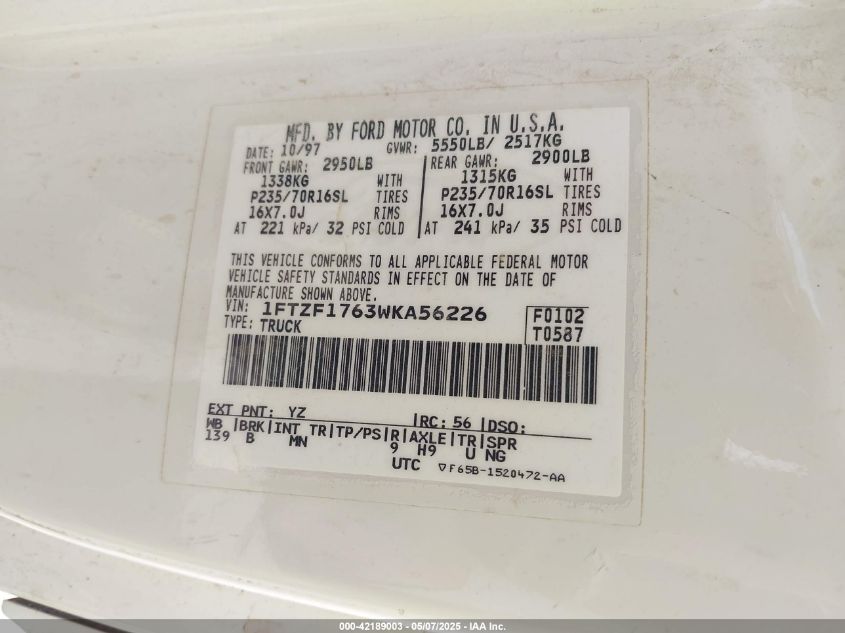 MFD. BY FORD MOTOR CO. IN U.S.A.
DATE: 10/97 GVWR: 5550LB/ 2517KG
FRONT GAWR: 2950LB REAR GAWR: 2900LB
1338KG WITH 1315KG WITH
P235/70R16SL TIRES P235/70R16SL TIRES
16X7.0J RIMS 16X7.0J RIMS
AT 221 kPa/ 32 PSI COLD AT 241 kPa/ 35 PSI COLD
THIS VEHICLE CONFORMS TO ALL APPLICABLE FEDERAL MOTOR
VEHICLE SAFETY STANDARDS IN EFFECT ON THE DATE OF
MANUFACTURE SHOWN ABOVE.
VIN: 1FTZF1763WKA56226 F0102
TYPE: TRUCK T0587
EXT PNT: YZ RC: 56 DSO:
WB |BRK|INT TR|TP/PS|R|AXLE|TR|SPR
139 B MN 9 H9 U NG
UTC ▽F65B-1520472-AA
000-42189003 - 05/07/2025 - IAA Inc.